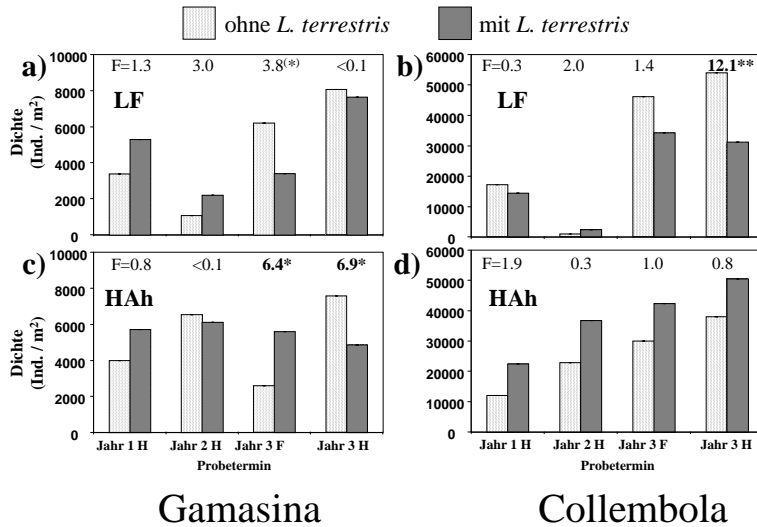 ohne L. terrestris mit L. terrestris
a)
F=1.3 3.0 3.8(*) <0.1
LF
10000
8000
6000
4000
2000
0
Dichte
(Ind. / m²)
b)
F=0.3 2.0 1.4 12.1**
LF
60000
50000
40000
30000
20000
10000
0
c)
F=0.8 <0.1 6.4* 6.9*
HAh
10000
8000
6000
4000
2000
0
Dichte
(Ind. / m²)
Jahr 1 H Jahr 2 H Jahr 3 F Jahr 3 H
Probetermin
d)
F=1.9 0.3 1.0 0.8
HAh
60000
50000
40000
30000
20000
10000
0
Jahr 1 H Jahr 2 H Jahr 3 F Jahr 3 H
Probetermin
Gamasina Collembola